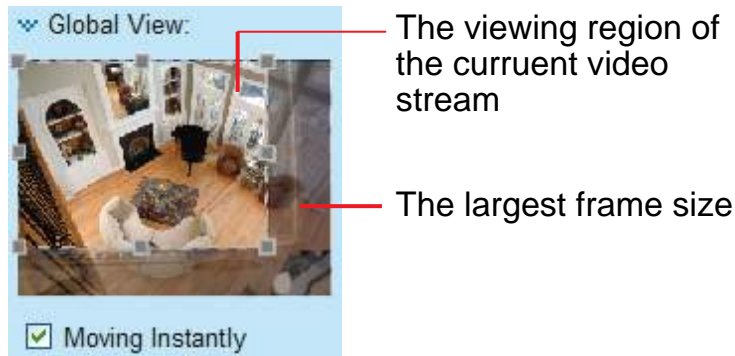 Global View:
The viewing region of
the curruent video
stream
The largest frame size
Moving Instantly